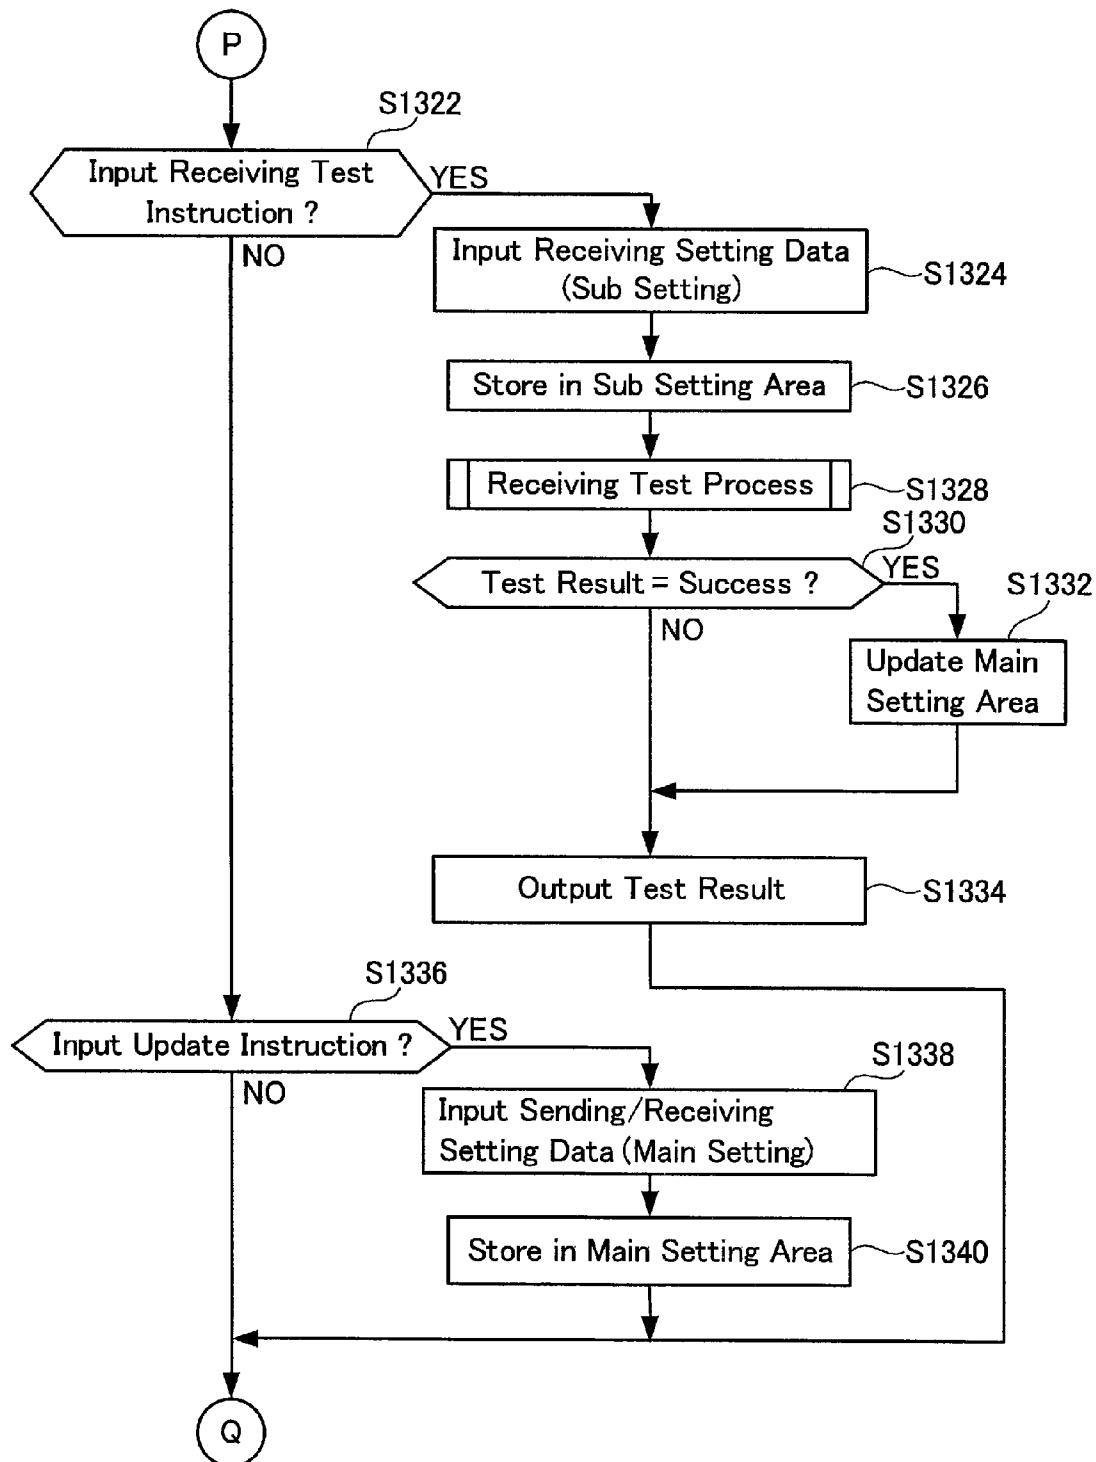 P
S1322
Input Receiving Test
Instruction ?
YES
NO
Input Receiving Setting Data
(Sub Setting)
S1324
Store in Sub Setting Area
S1326
Receiving Test Process
S1328
S1330
Test Result = Success ?
YES
NO
S1332
Update Main
Setting Area
Output Test Result
S1334
S1336
Input Update Instruction ?
YES
NO
S1338
Input Sending/Receiving
Setting Data (Main Setting)
Store in Main Setting Area
S1340
Q